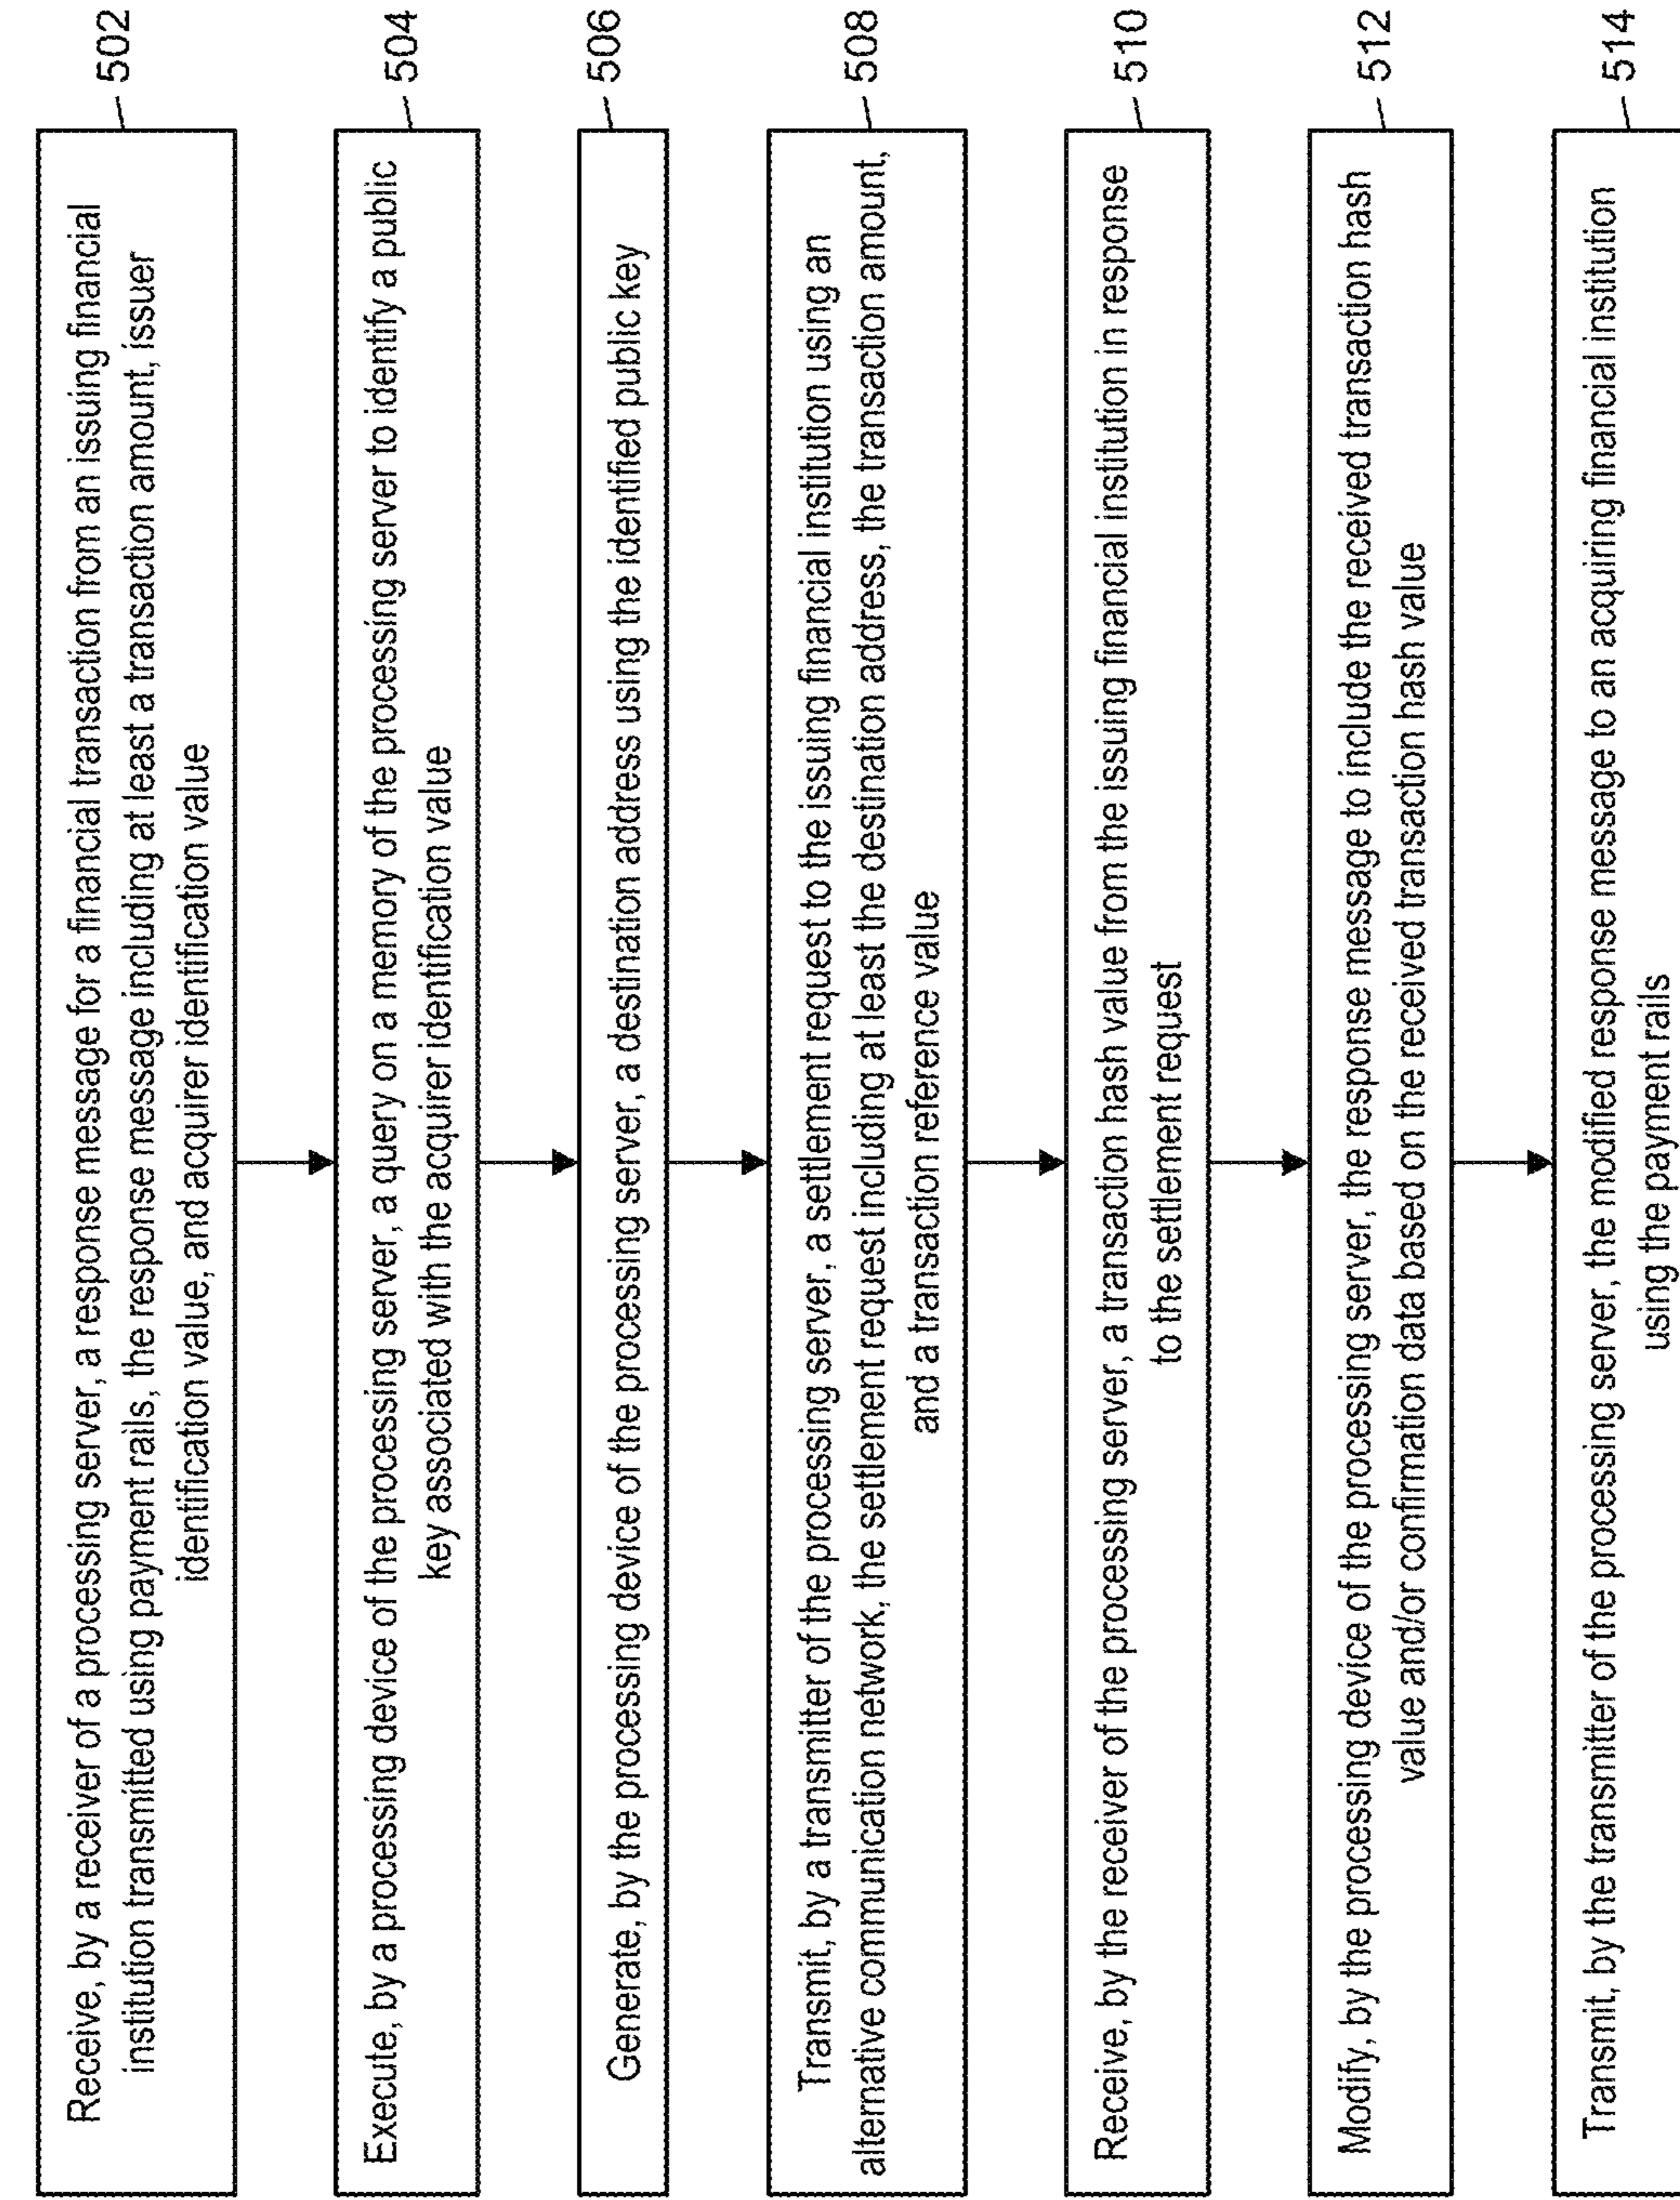 Receive, by a receiver of a processing server, a response message for a financial transaction from an issuing financial
institution transmitted using payment rails, the response message including at least a transaction amount, issuer
identification value, and acquirer identification value
502
Execute, by a processing device of the processing server, a query on a memory of the processing server to identify a public
key associated with the acquirer identification value
504
Generate, by the processing device of the processing server, a destination address using the identified public key
506
Transmit, by a transmitter of the processing server, a settlement request to the issuing financial institution using an
alternative communication network, the settlement request including at least the destination address, the transaction amount,
and a transaction reference value
508
Receive, by the receiver of the processing server, a transaction hash value from the issuing financial institution in response
to the settlement request
510
Modify, by the processing device of the processing server, the response message to include the received transaction hash
value and/or confirmation data based on the received transaction hash value
512
Transmit, by the transmitter of the processing server, the modified response message to an acquiring financial institution
using the payment rails
514